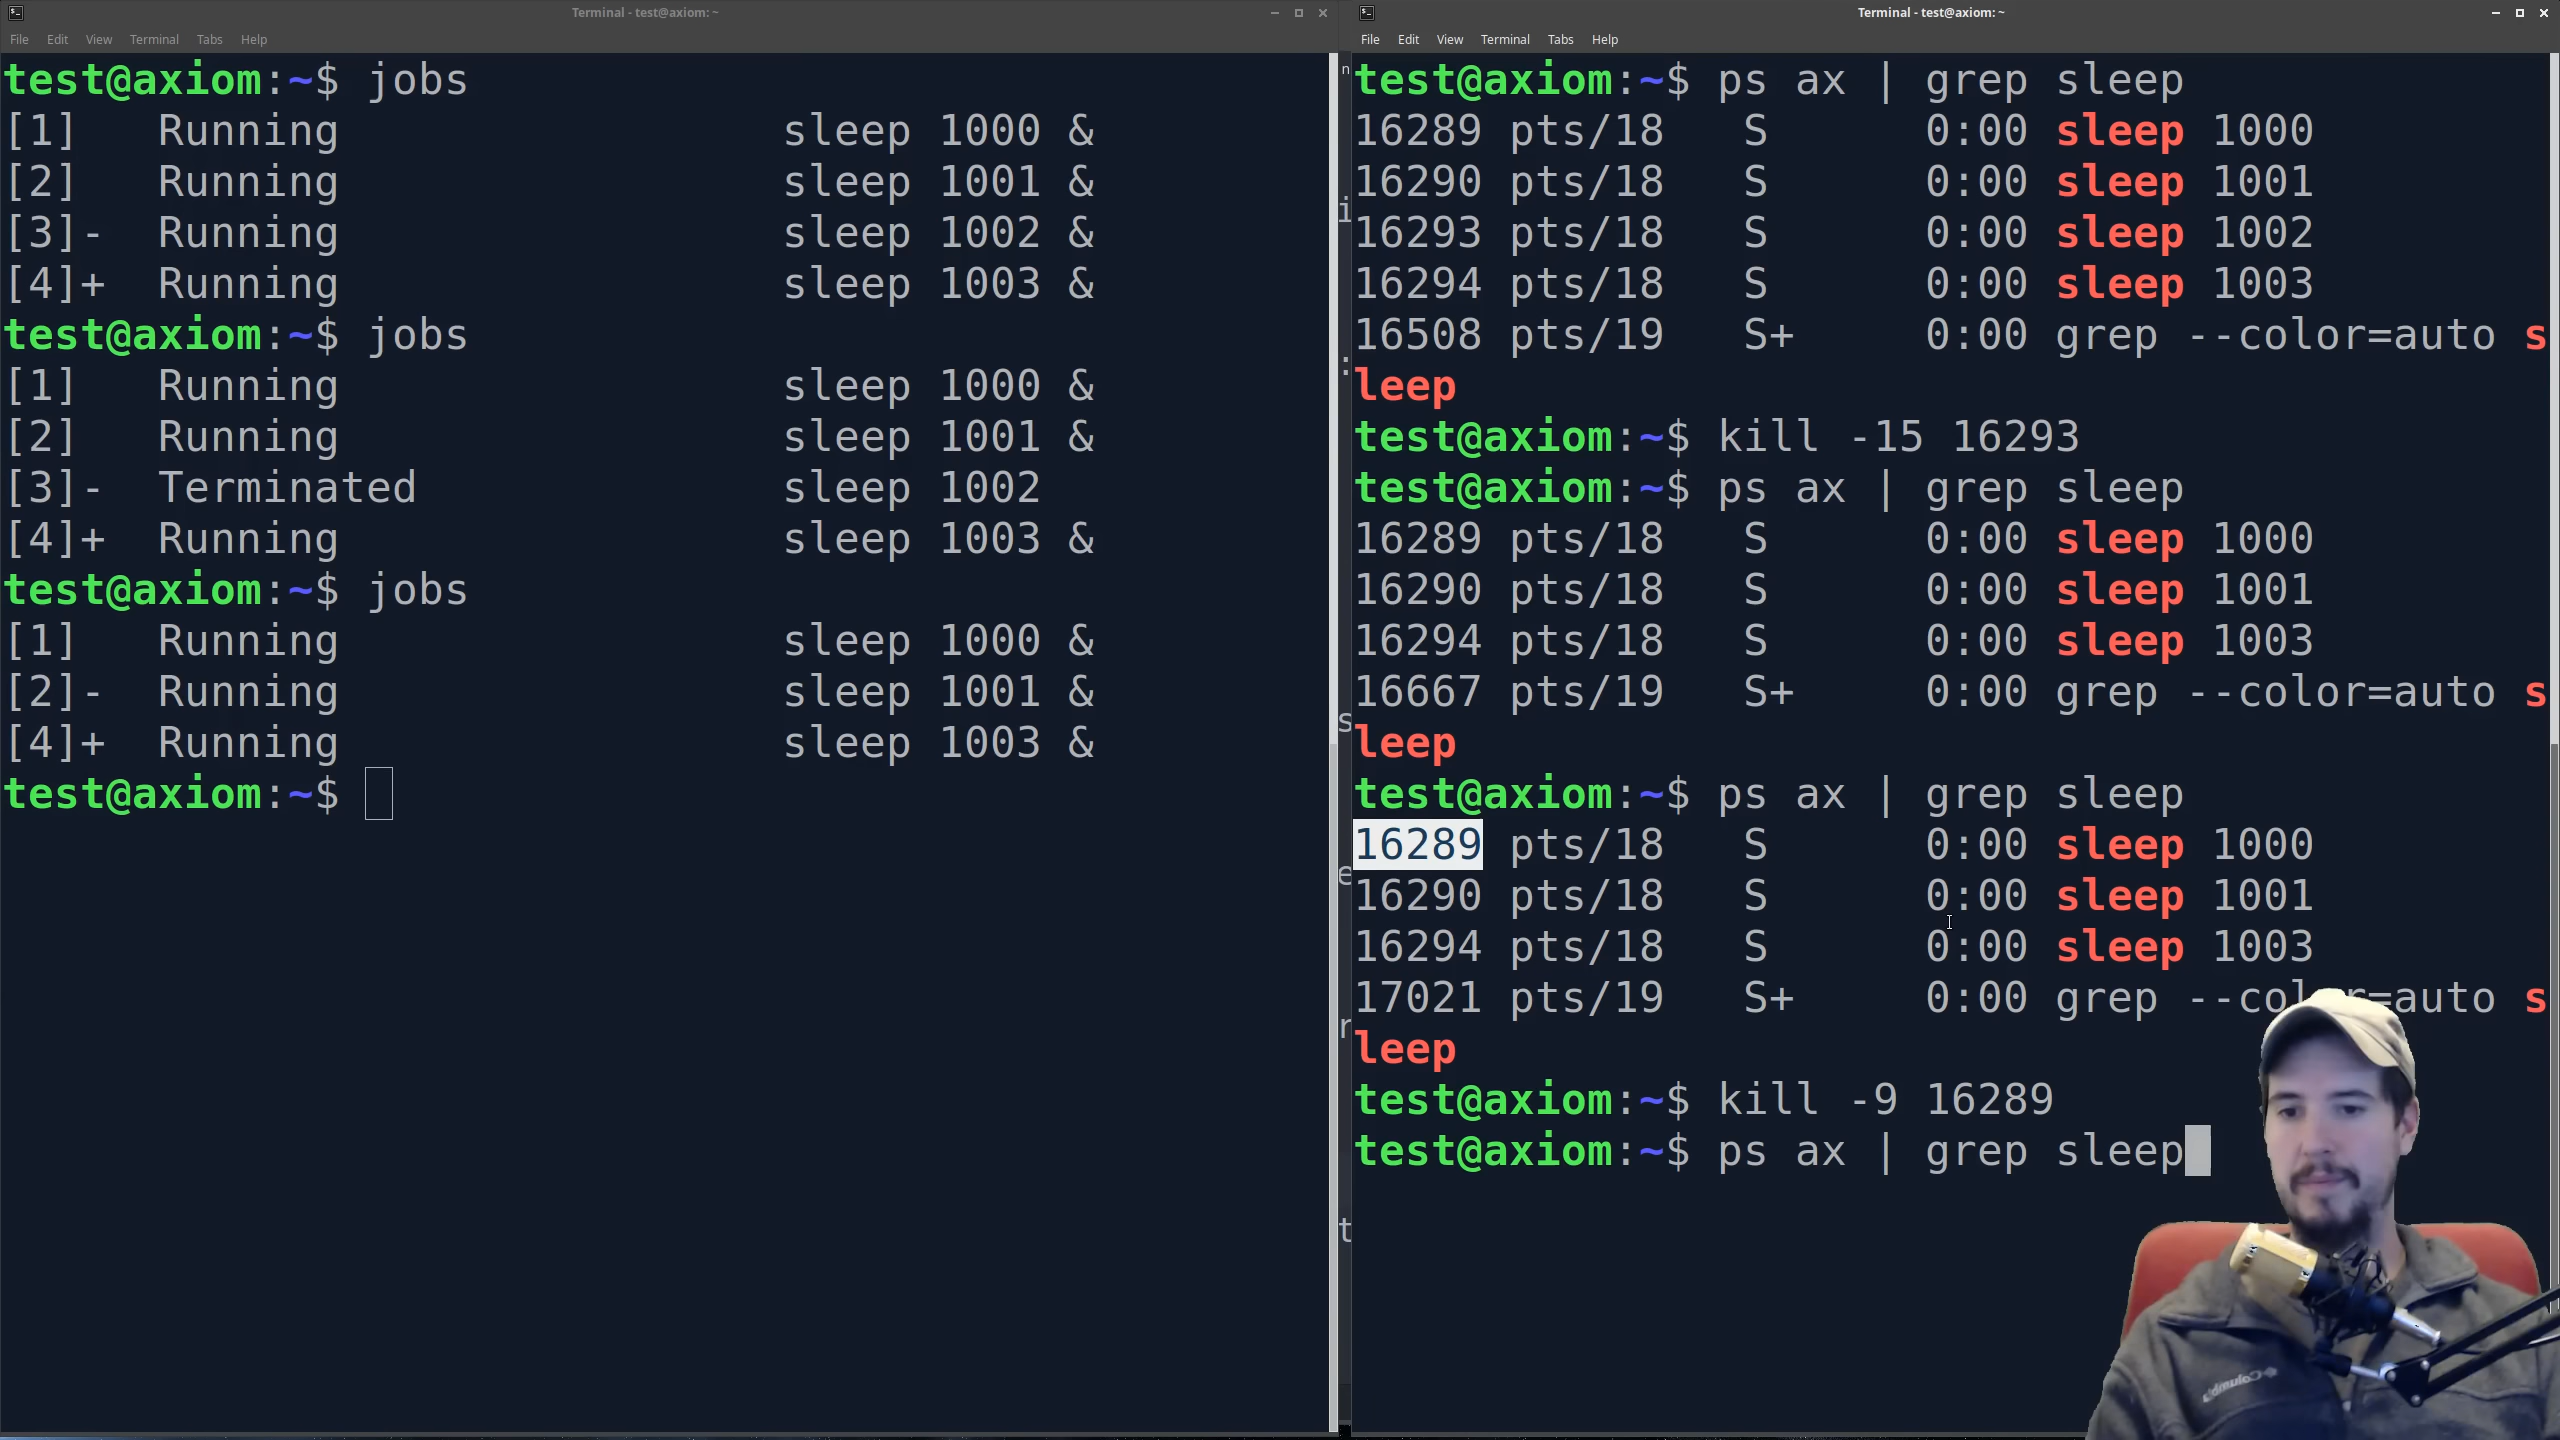 Terminal - test@axiom: ~
File Edit View Terminal Tabs Help
test@axiom:~$ jobs
[1]   Running                 sleep 1000 &
[2]   Running                 sleep 1001 &
[3]-  Running                 sleep 1002 &
[4]+  Running                 sleep 1003 &
test@axiom:~$ jobs
[1]   Running                 sleep 1000 &
[2]   Running                 sleep 1001 &
[3]-  Terminated              sleep 1002
[4]+  Running                 sleep 1003 &
test@axiom:~$ jobs
[1]   Running                 sleep 1000 &
[2]-  Running                 sleep 1001 &
[4]+  Running                 sleep 1003 &
test@axiom:~$
n
i
:
s
e
r
t
Terminal - test@axiom: ~
File Edit View Terminal Tabs Help
test@axiom:~$ ps ax | grep sleep
16289 pts/18   S      0:00 sleep 1000
16290 pts/18   S      0:00 sleep 1001
16293 pts/18   S      0:00 sleep 1002
16294 pts/18   S      0:00 sleep 1003
16508 pts/19   S+     0:00 grep --color=auto s
leep
test@axiom:~$ kill -15 16293
test@axiom:~$ ps ax | grep sleep
16289 pts/18   S      0:00 sleep 1000
16290 pts/18   S      0:00 sleep 1001
16294 pts/18   S      0:00 sleep 1003
16667 pts/19   S+     0:00 grep --color=auto s
leep
test@axiom:~$ ps ax | grep sleep
16289 pts/18   S      0:00 sleep 1000
16290 pts/18   S      0:00 sleep 1001
16294 pts/18   S      0:00 sleep 1003
17021 pts/19   S+     0:00 grep --color=auto s
leep
test@axiom:~$ kill -9 16289
test@axiom:~$ ps ax | grep sleep
Columbia